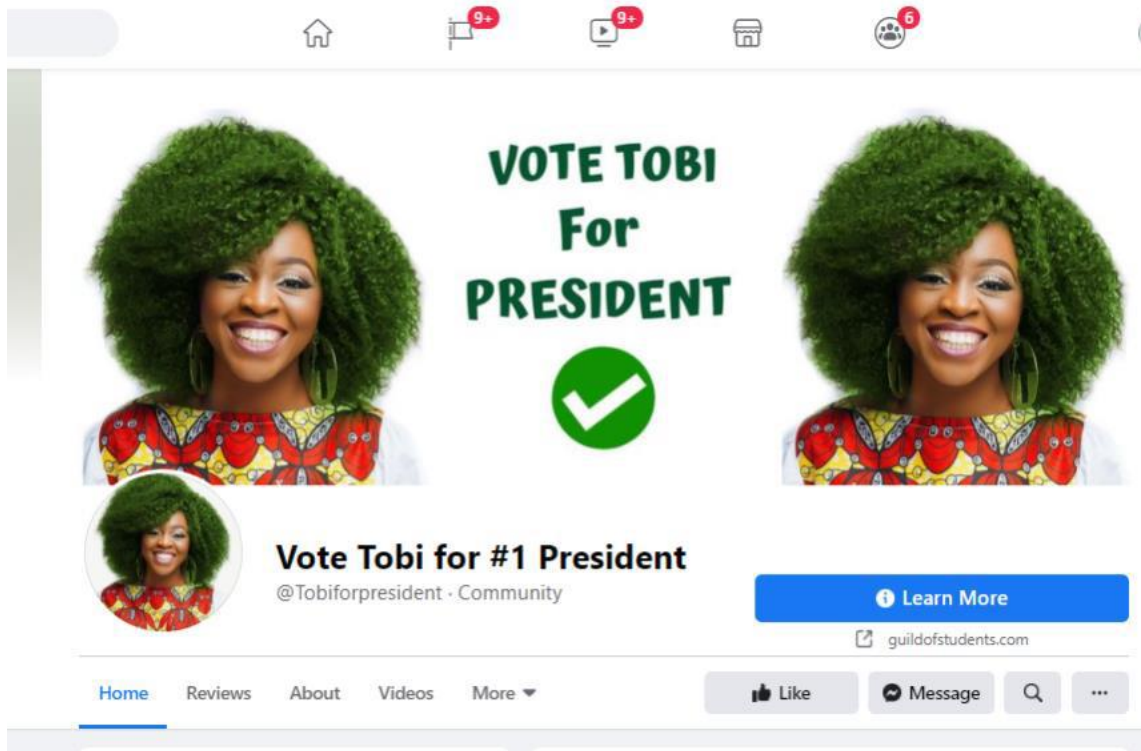 9+
9+
6
VOTE TOBI
For
PRESIDENT
Vote Tobi for #1 President
@Tobiforpresident · Community
Learn More
guildofstudents.com
Home Reviews About Videos More Like Message